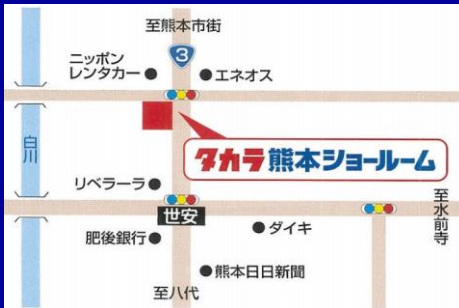 至熊本市街
3
ニッポン
レンタカー
エネオス
タカラ熊本ショールーム
白川
リベラーラ
世安
至水前寺
肥後銀行
ダイキ
熊本日日新聞
至八代